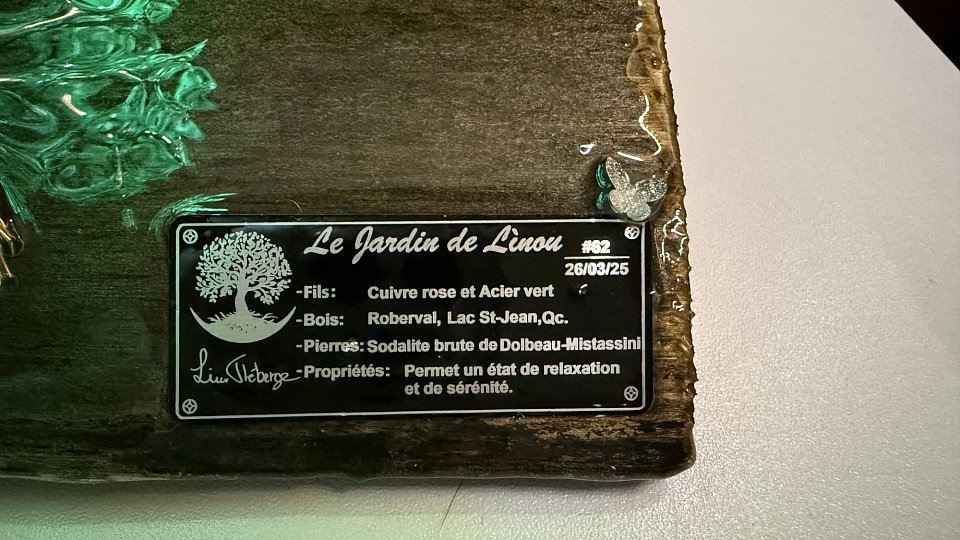 Le Jardin de Lìnou
#62
26/03/25
-Fils: Cuivre rose et Acier vert
-Bois: Roberval, Lac St-Jean,Qc.
-Pierres: Sodalite brute de Dolbeau-Mistassini
-Propriétés: Permet un état de relaxation
et de sérénité.